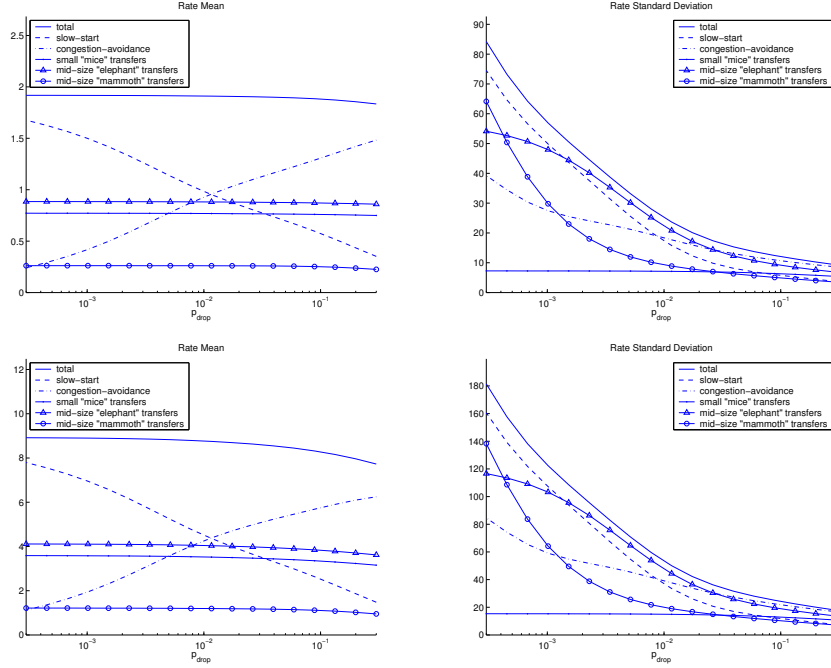 Rate Mean
total
slow-start
congestion-avoidance
small "mice" transfers
mid-size "elephant" transfers
mid-size "mammoth" transfers
2.5
2
1.5
1
0.5
0
10⁻³
10⁻²
10⁻¹
p_drop
Rate Standard Deviation
total
slow-start
congestion-avoidance
small "mice" transfers
mid-size "elephant" transfers
mid-size "mammoth" transfers
90
80
70
60
50
40
30
20
10
0
10⁻³
10⁻²
10⁻¹
p_drop
Rate Mean
total
slow-start
congestion-avoidance
small "mice" transfers
mid-size "elephant" transfers
mid-size "mammoth" transfers
12
10
8
6
4
2
0
10⁻³
10⁻²
10⁻¹
p_drop
Rate Standard Deviation
total
slow-start
congestion-avoidance
small "mice" transfers
mid-size "elephant" transfers
mid-size "mammoth" transfers
180
160
140
120
100
80
60
40
20
0
10⁻³
10⁻²
10⁻¹
p_drop